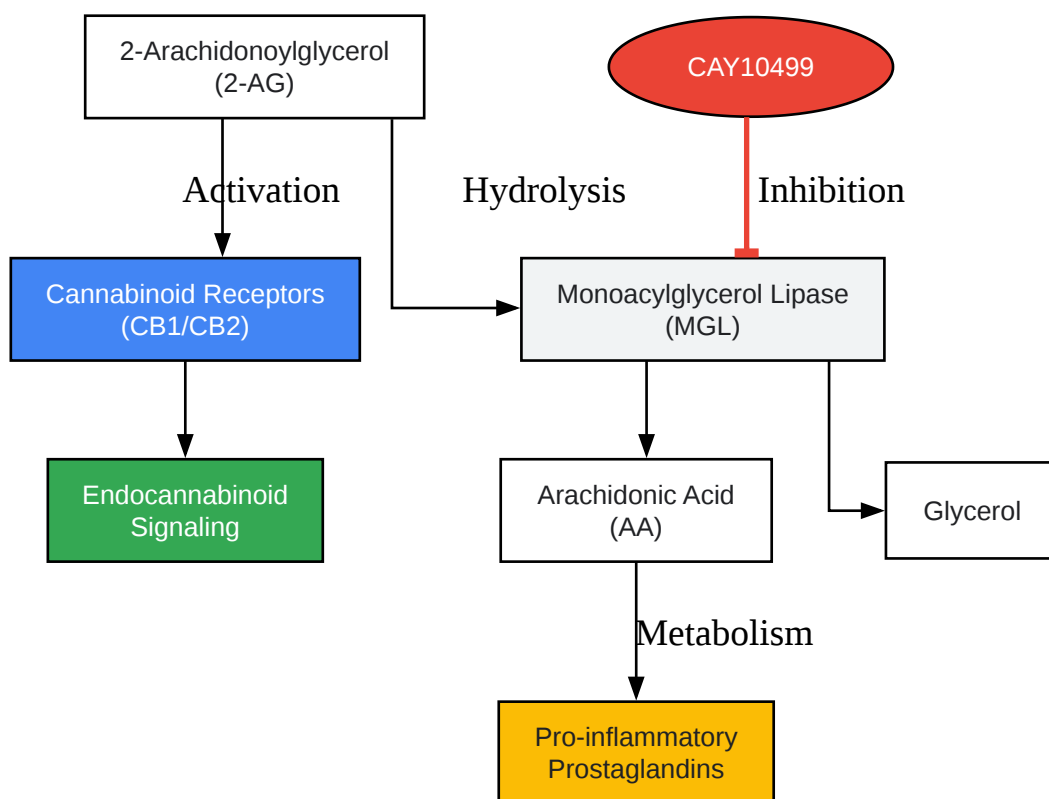 2-Arachidonoylglycerol
(2-AG)
CAY10499
Activation
Hydrolysis
Inhibition
Cannabinoid Receptors
(CB1/CB2)
Monoacylglycerol Lipase
(MGL)
Endocannabinoid
Signaling
Arachidonic Acid
(AA)
Glycerol
Metabolism
Pro-inflammatory
Prostaglandins